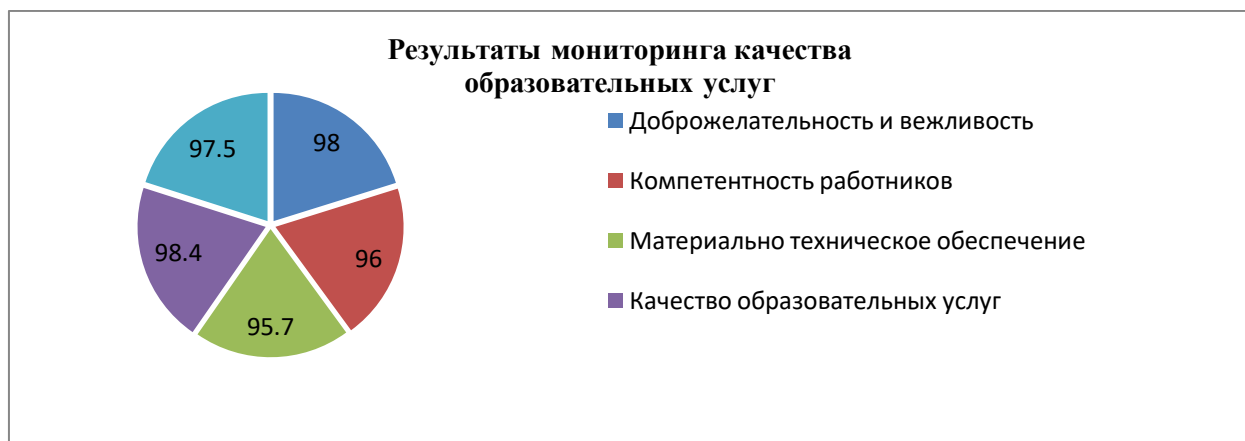 Результаты мониторинга качества
образовательных услуг
98
96
95.7
98.4
97.5
Доброжелательность и вежливость
Компетентность работников
Материально техническое обеспечение
Качество образовательных услуг